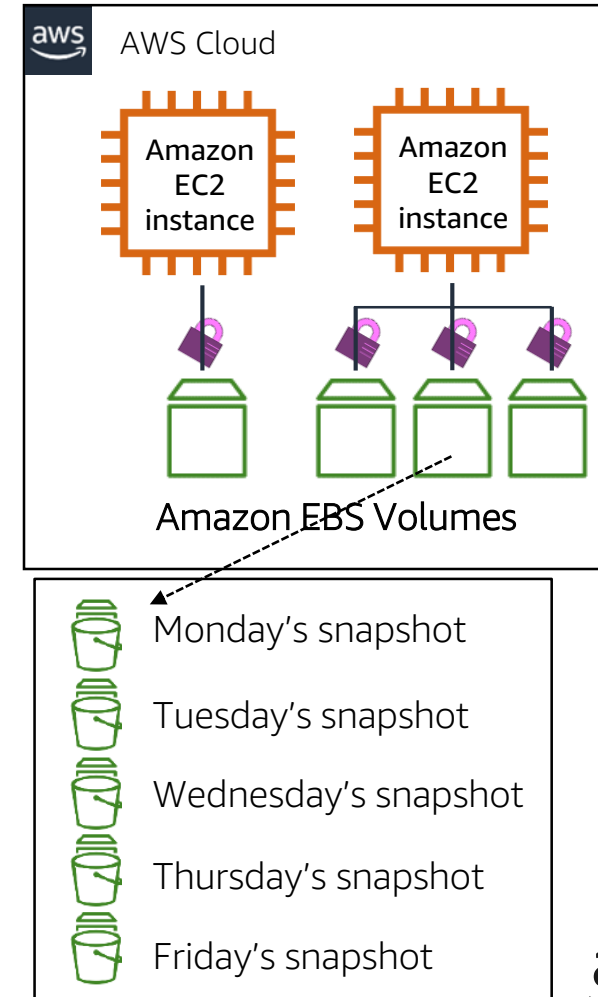 aws
AWS Cloud
Amazon
EC2
instance
Amazon
EC2
instance
Amazon EBS Volumes
Monday’s snapshot
Tuesday’s snapshot
Wednesday’s snapshot
Thursday’s snapshot
Friday’s snapshot